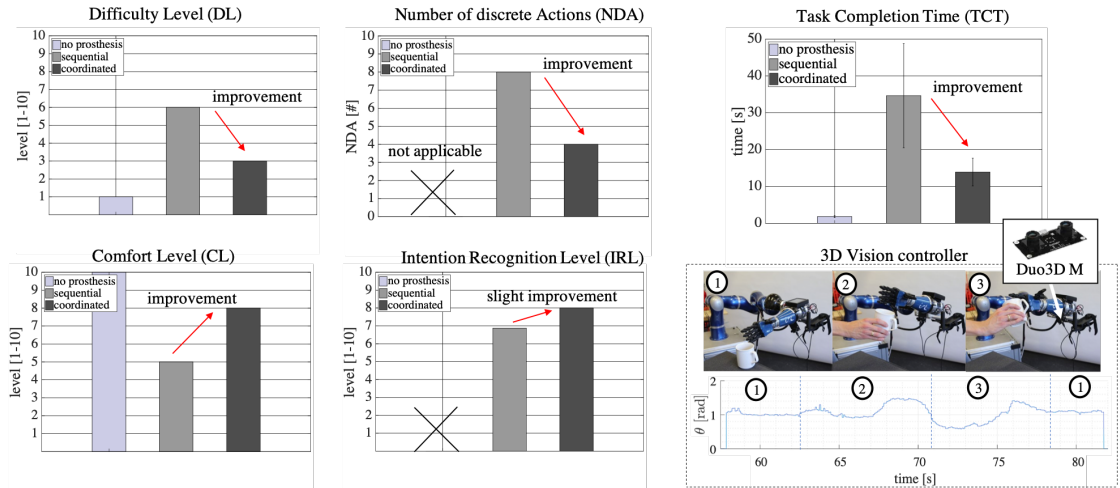 Difficulty Level (DL)
level [1-10]
10
9
8
7
6
5
4
3
2
1
no prosthesis
sequential
coordinated
improvement
Number of discrete Actions (NDA)
NDA [#]
10
9
8
7
6
5
4
3
2
1
0
no prosthesis
sequential
coordinated
improvement
not applicable
Task Completion Time (TCT)
time [s]
50
40
30
20
10
0
no prosthesis
sequential
coordinated
improvement
Comfort Level (CL)
level [1-10]
10
9
8
7
6
5
4
3
2
1
no prosthesis
sequential
coordinated
improvement
Intention Recognition Level (IRL)
level [1-10]
10
9
8
7
6
5
4
3
2
1
no prosthesis
sequential
coordinated
slight improvement
3D Vision controller
Duo3D M
1
2
3
θ [rad]
2
1
0
1
2
3
1
60
65
70
75
80
time [s]